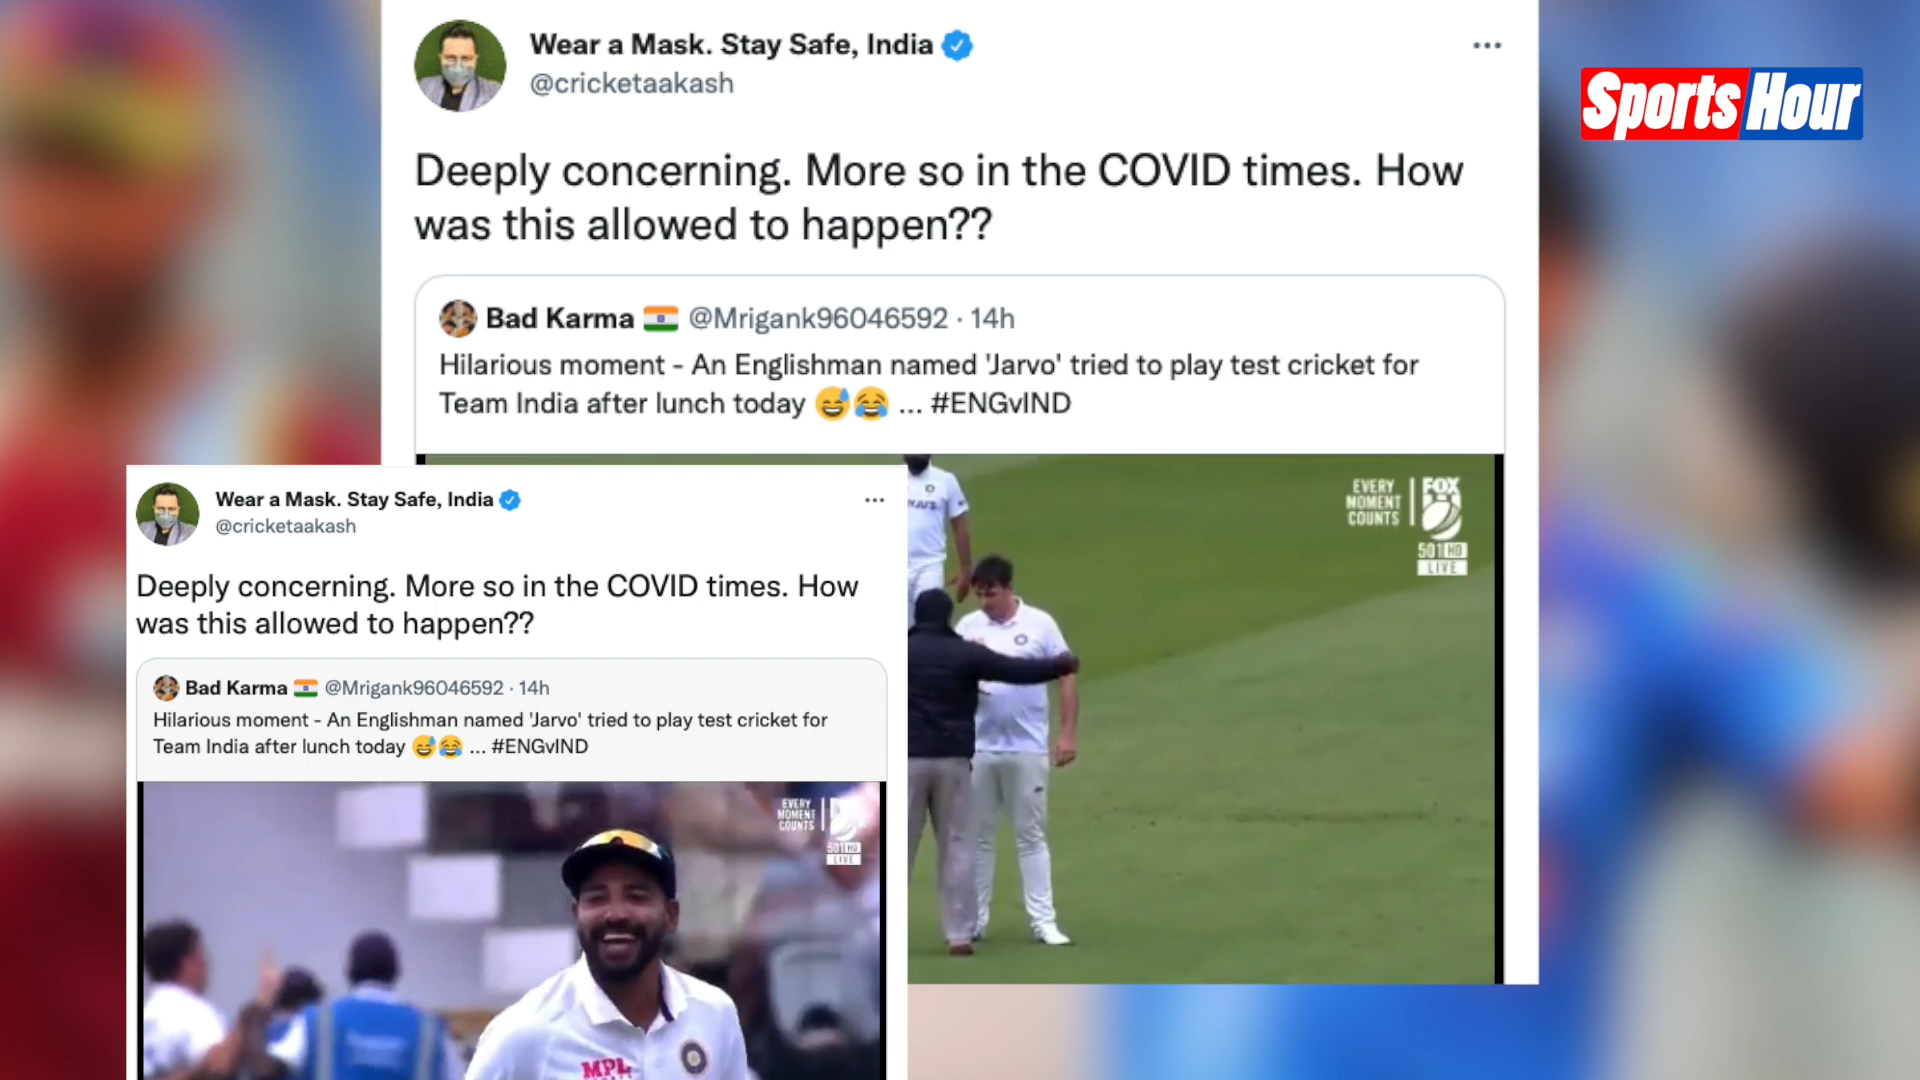 Wear a Mask. Stay Safe, India
@cricketaakash
Deeply concerning. More so in the COVID times. How
was this allowed to happen??
Bad Karma 🇮🇳 @Mrigank96046592 · 14h
Hilarious moment - An Englishman named 'Jarvo' tried to play test cricket for
Team India after lunch today 😅😂 ... #ENGvIND
EVERY
MOMENT
COUNTS
FOX
501 HD
LIVE
SportsHour
Wear a Mask. Stay Safe, India
@cricketaakash
Deeply concerning. More so in the COVID times. How
was this allowed to happen??
Bad Karma 🇮🇳 @Mrigank96046592 · 14h
Hilarious moment - An Englishman named 'Jarvo' tried to play test cricket for
Team India after lunch today 😅😂 ... #ENGvIND
EVERY
MOMENT
COUNTS
501 HD
LIVE
MPL